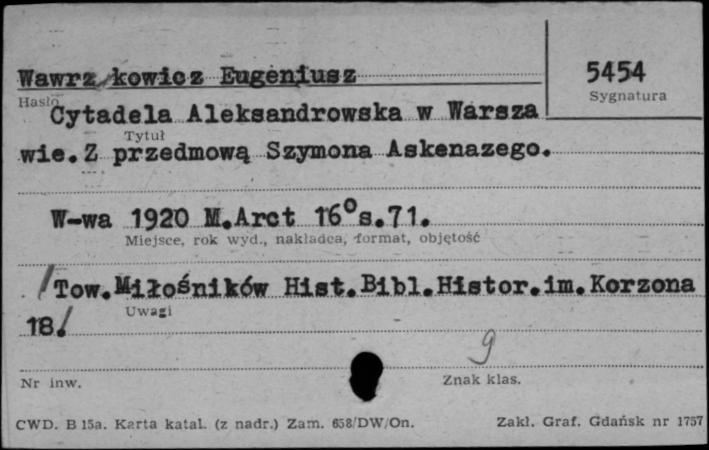 Wawrzykowicz Eugeniusz
5454
Hasło
Sygnatura
Cytadela Aleksandrowska w Warsza
Tytuł
wie.Z przedmową Szymona Askenazego.
W-wa 1920 M.Arct 16°s.71.
Miejsce, rok wyd., nakładca, format, objętość
/Tow.Miłośników Hist.Bibl.Histor.im.Korzona
Uwagi
18/
9
Nr inw.
Znak klas.
CWD. B 15a. Karta katal. (z nadr.) Zam. 658/DW/On.
Zakł. Graf. Gdańsk nr 1757